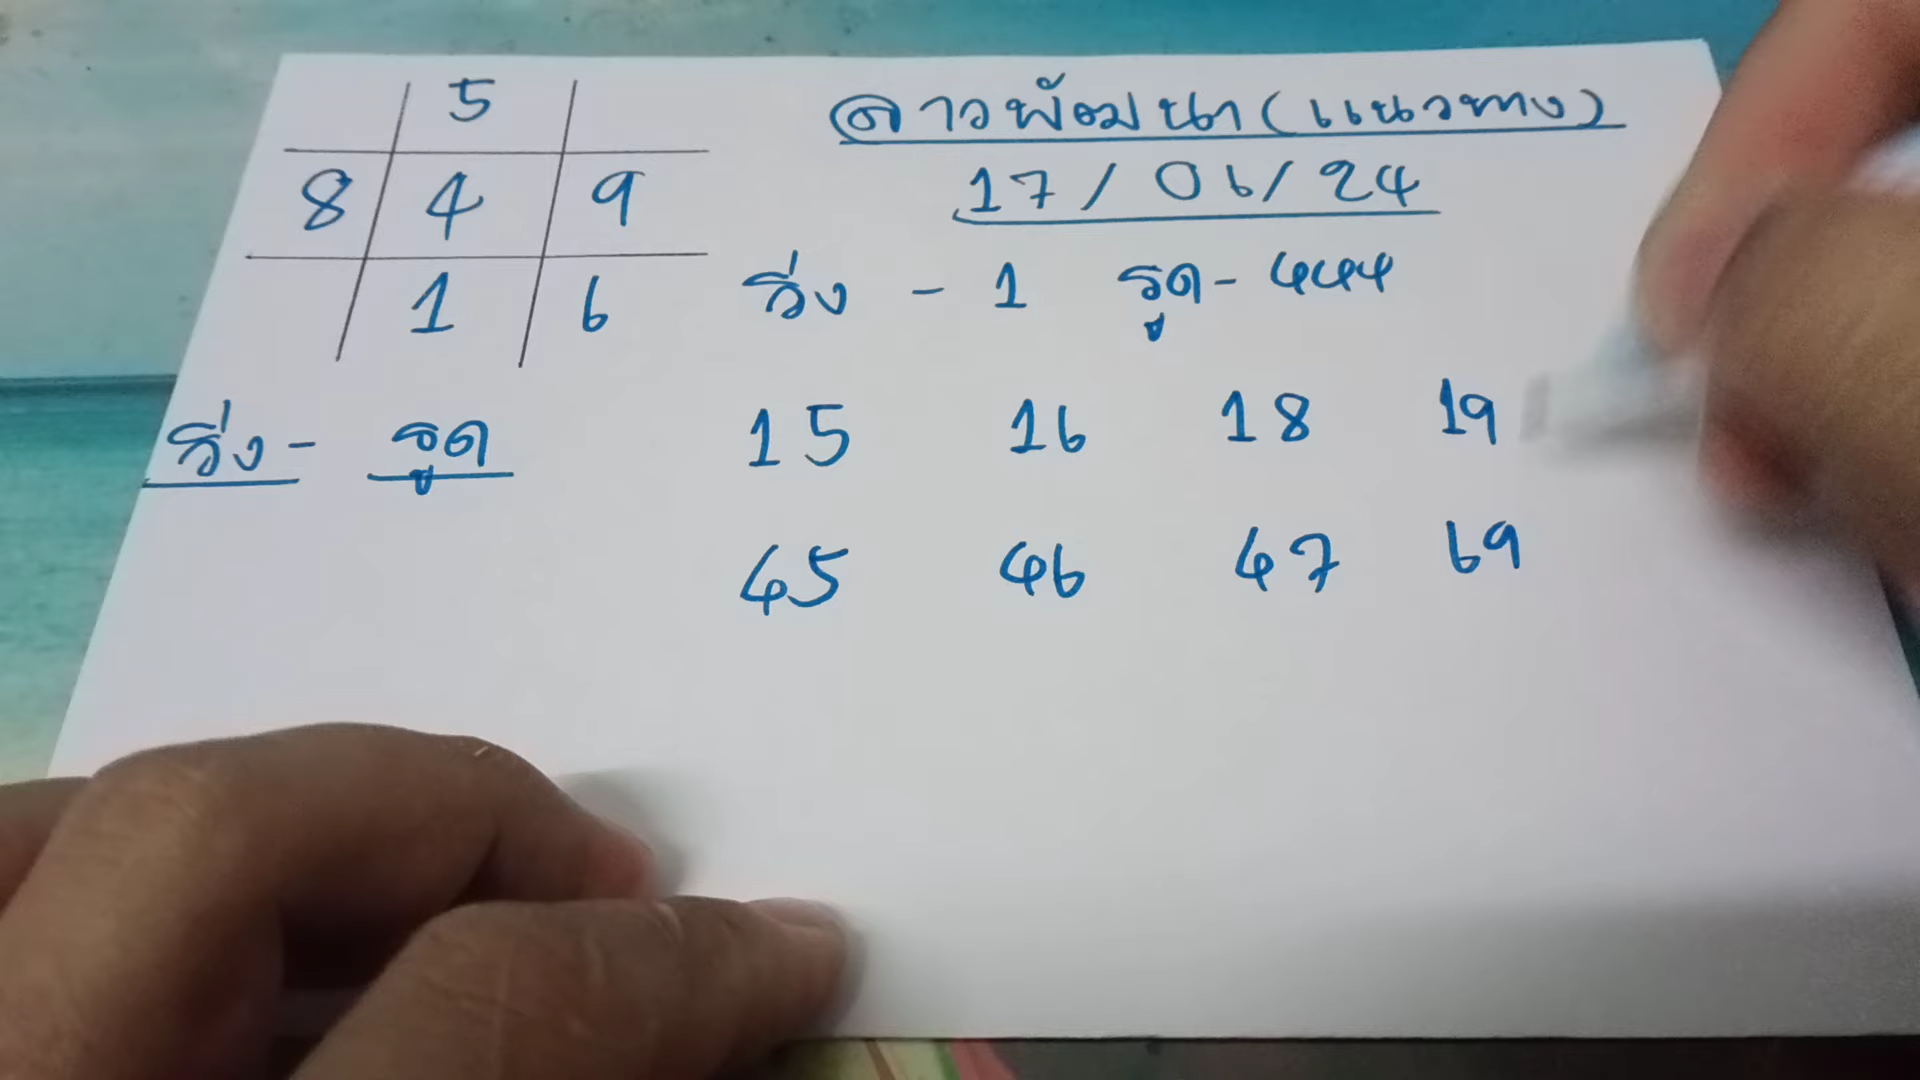 ลาวพัฒนา (แนวทาง)
17/06/24
5
8 4 9
1 6
วิ่ง - 1 รูด - 444
วิ่ง - รูด
15 16 18 19
45 46 47 69